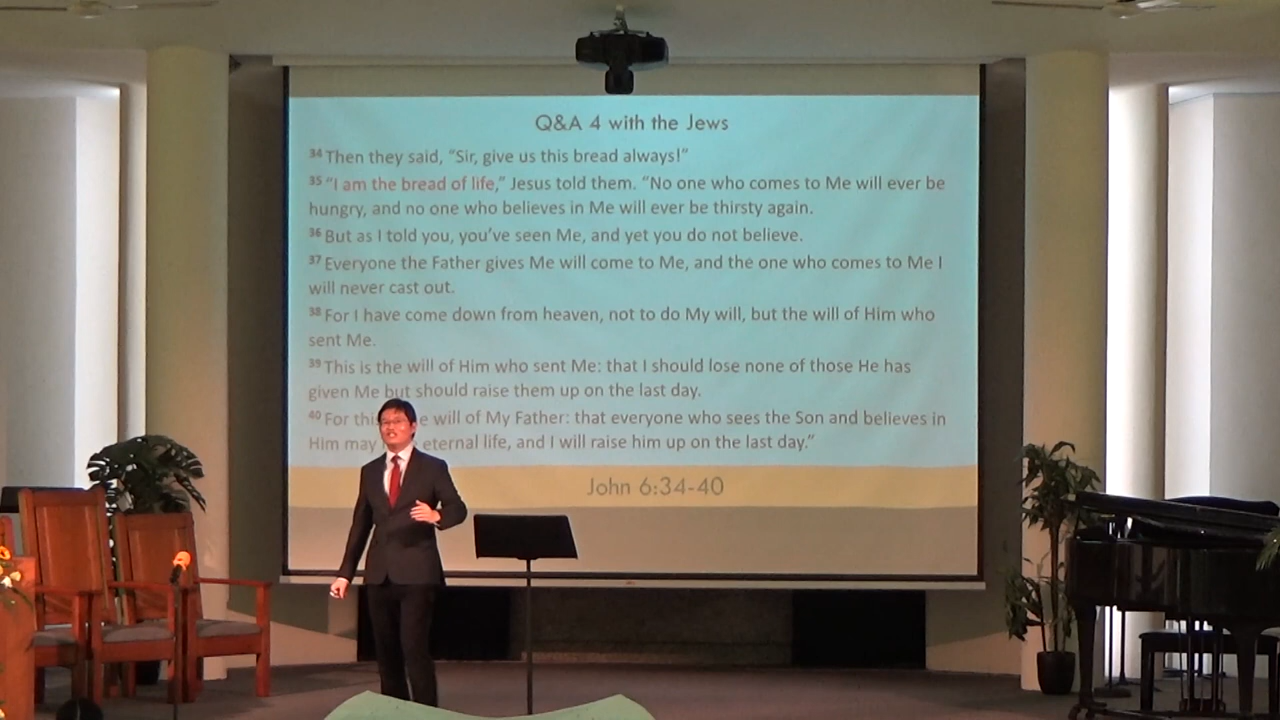 Q&A 4 with the Jews
34 Then they said, “Sir, give us this bread always!”
35 “I am the bread of life,” Jesus told them. “No one who comes to Me will ever be
hungry, and no one who believes in Me will ever be thirsty again.
36 But as I told you, you’ve seen Me, and yet you do not believe.
37 Everyone the Father gives Me will come to Me, and the one who comes to Me I
will never cast out.
38 For I have come down from heaven, not to do My will, but the will of Him who
sent Me.
39 This is the will of Him who sent Me: that I should lose none of those He has
given Me but should raise them up on the last day.
40 For will of My Father: that everyone who sees the Son and believes in
Him may eternal life, and I will raise him up on the last day.”
John 6:34-40